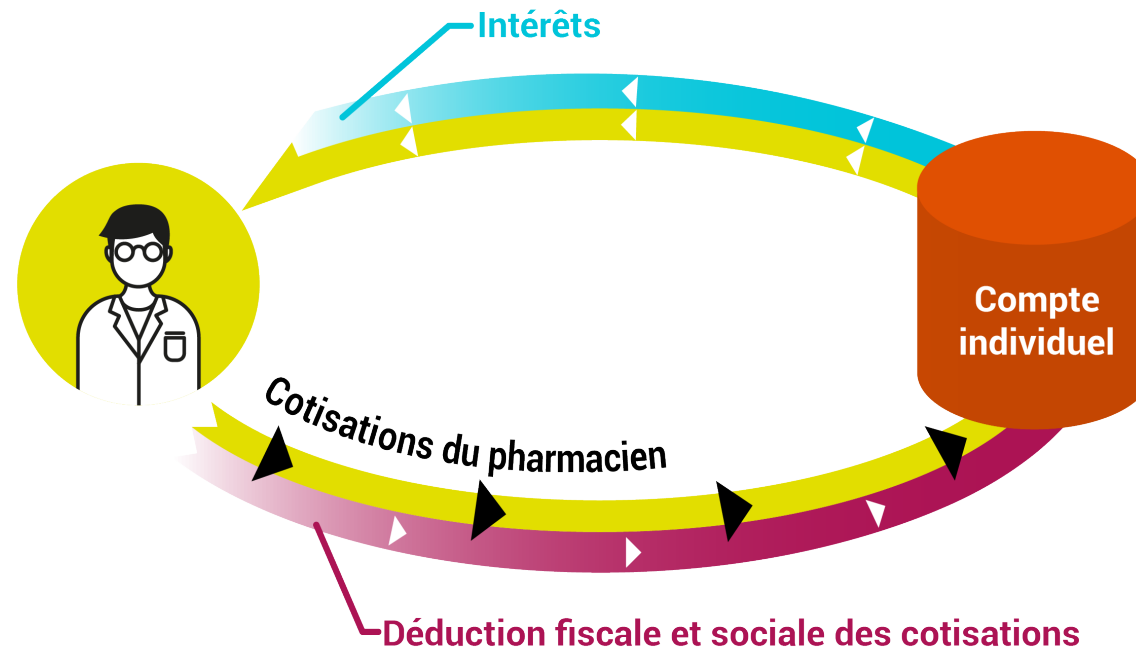 Intérêts
Compte
individuel
Cotisations du pharmacien
Déduction fiscale et sociale des cotisations